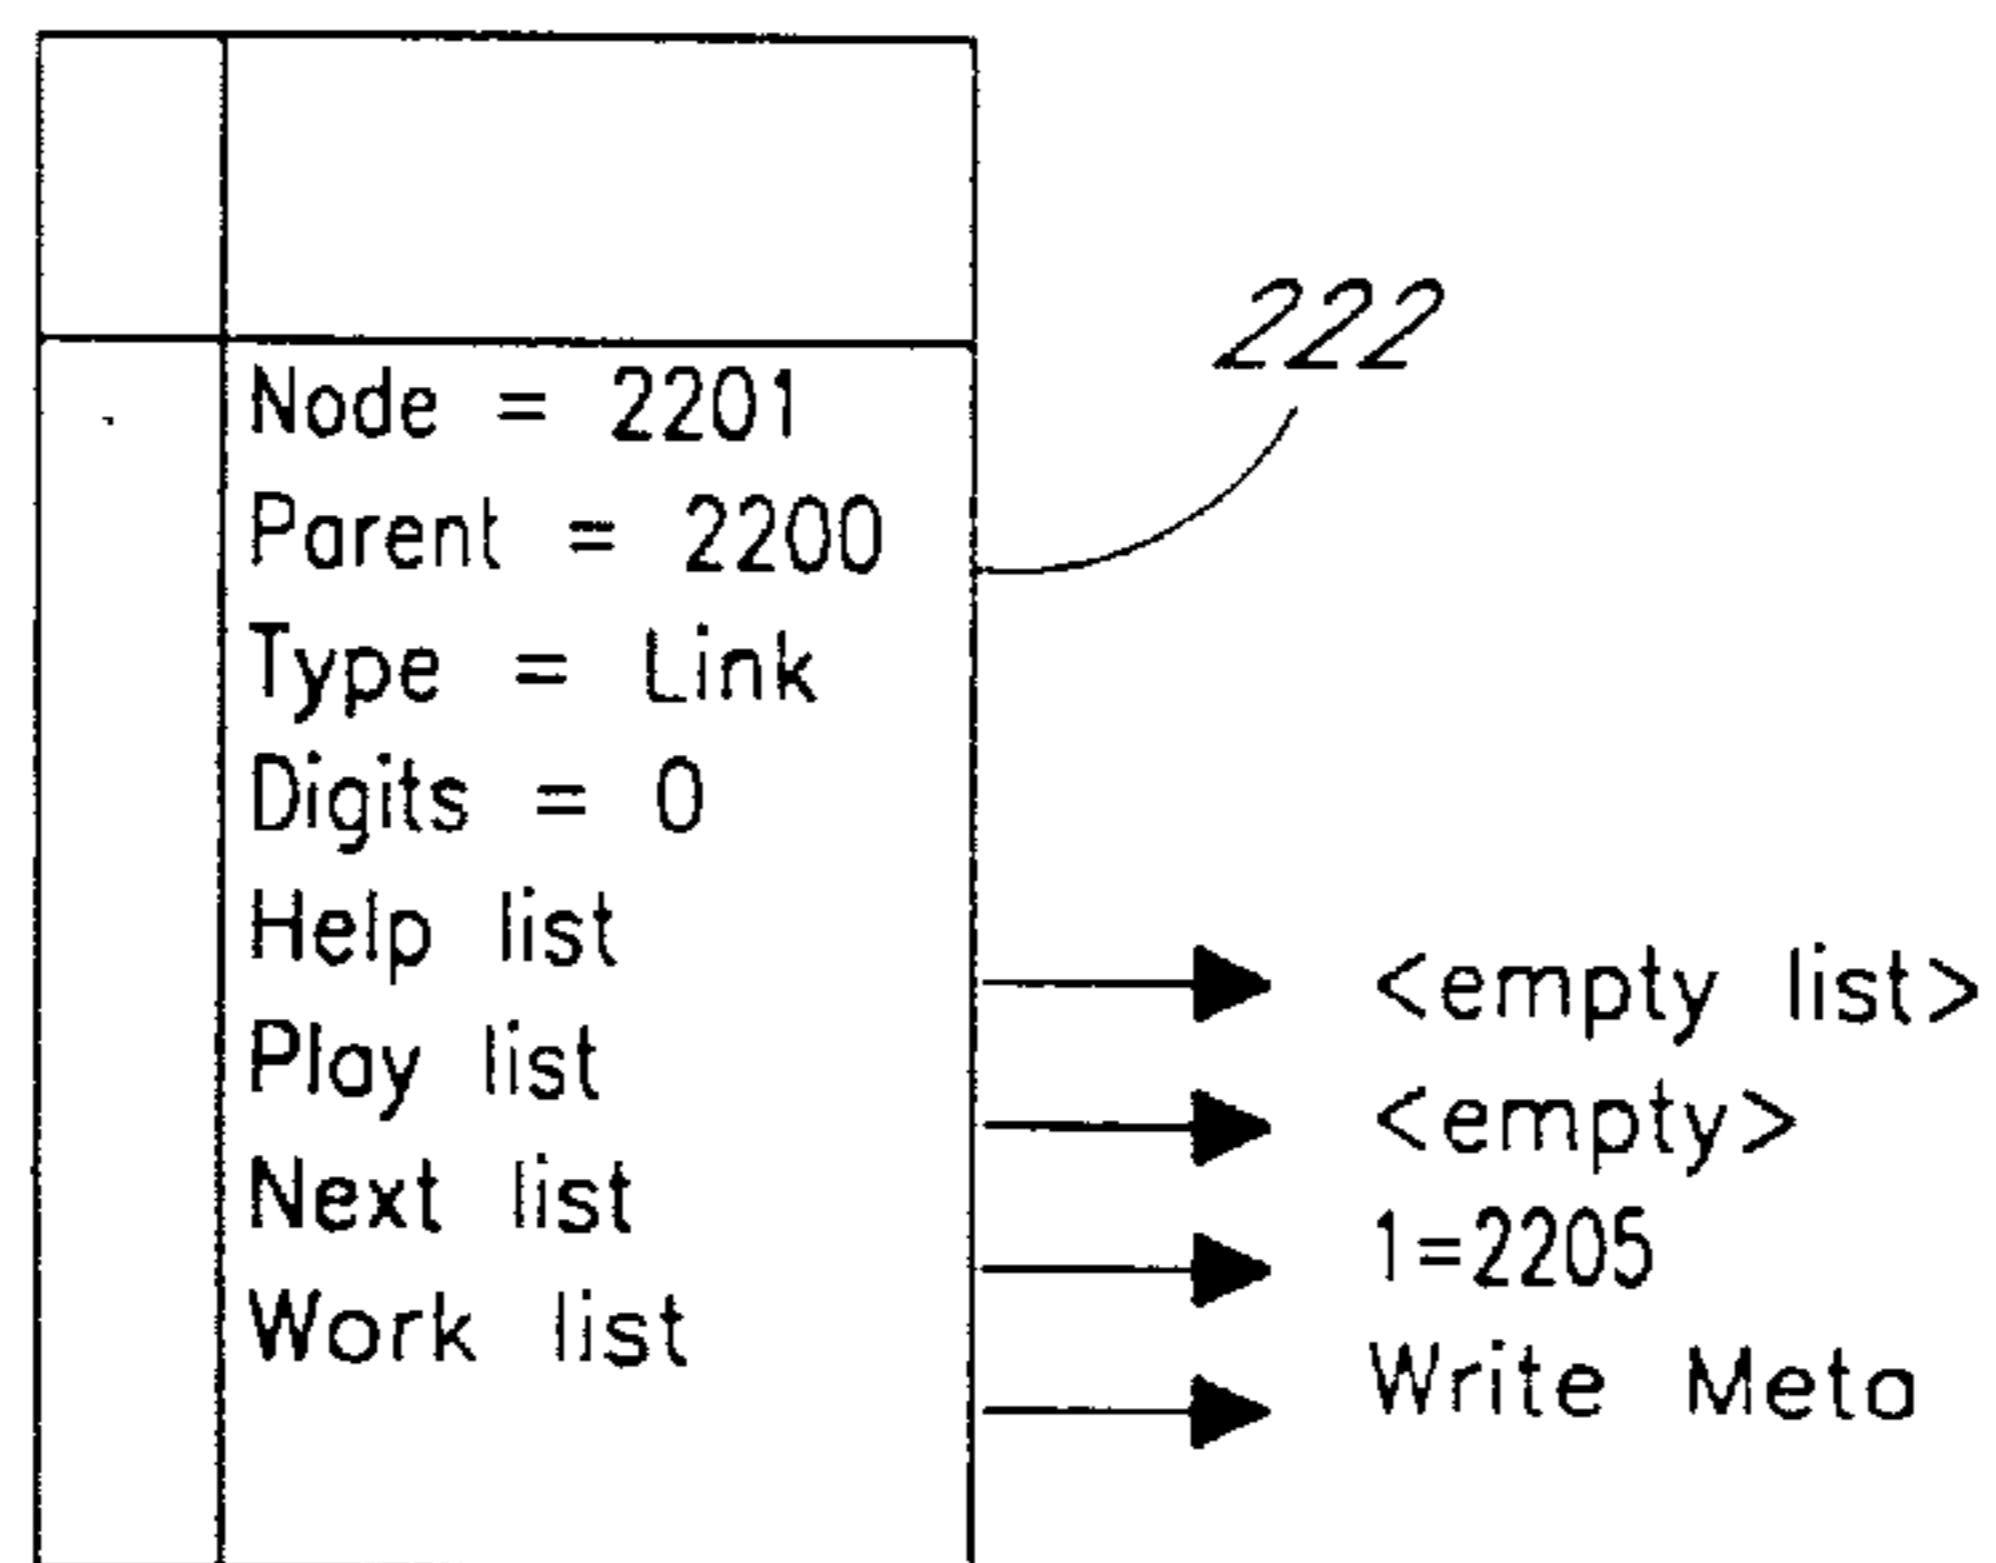 222
Node = 2201
Parent = 2200
Type = Link
Digits = 0
Help list
Play list
Next list
Work list
<empty list>
<empty>
1=2205
Write Meta